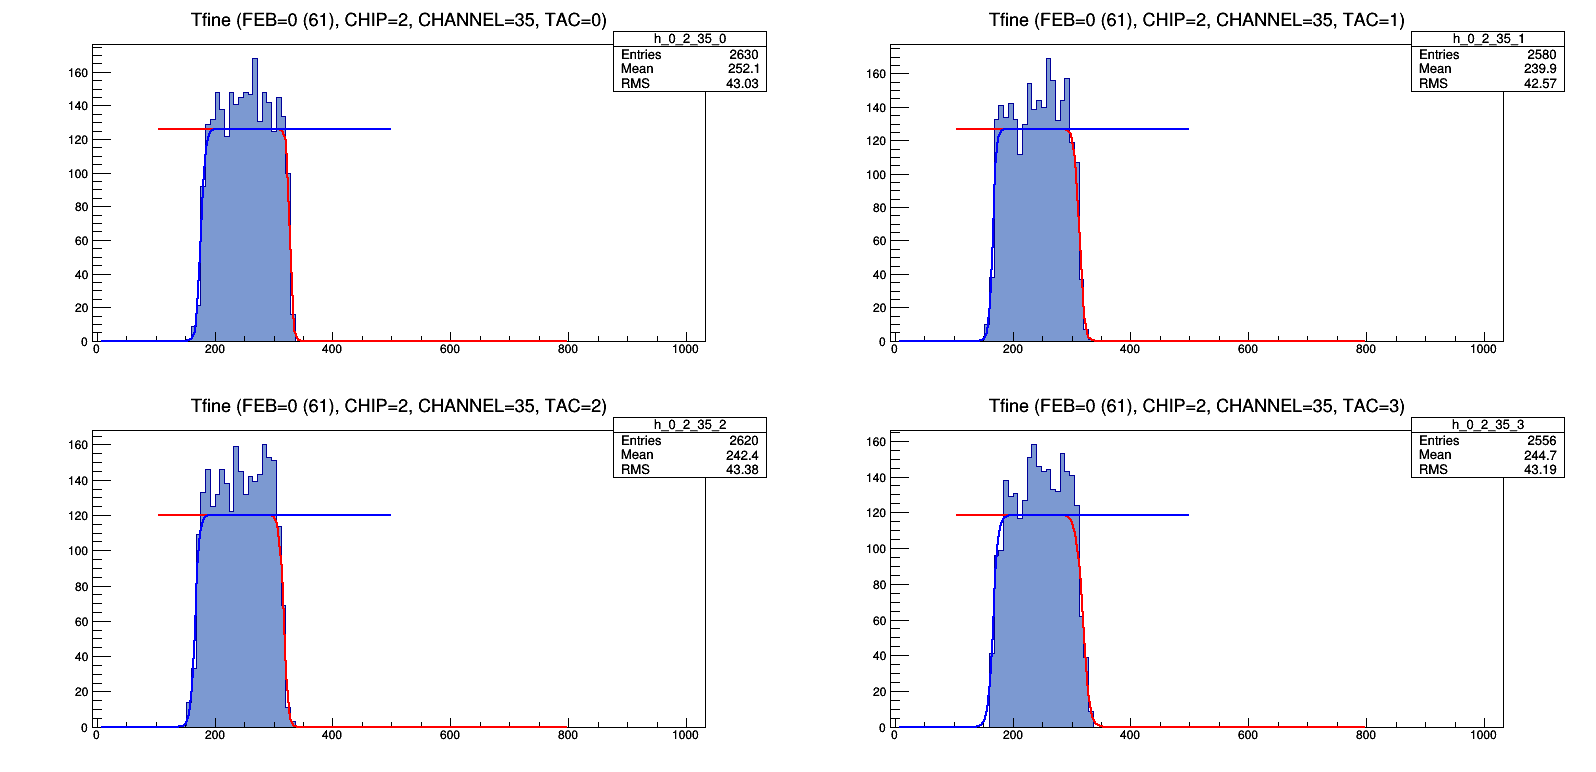 Tfine (FEB=0 (61), CHIP=2, CHANNEL=35, TAC=0)
h_0_2_35_0
Entries 2630
Mean 252.1
RMS 43.03
160
140
120
100
80
60
40
20
0
0 200 400 600 800 1000
Tfine (FEB=0 (61), CHIP=2, CHANNEL=35, TAC=1)
h_0_2_35_1
Entries 2580
Mean 239.9
RMS 42.57
160
140
120
100
80
60
40
20
0
0 200 400 600 800 1000
Tfine (FEB=0 (61), CHIP=2, CHANNEL=35, TAC=2)
h_0_2_35_2
Entries 2620
Mean 242.4
RMS 43.38
160
140
120
100
80
60
40
20
0
0 200 400 600 800 1000
Tfine (FEB=0 (61), CHIP=2, CHANNEL=35, TAC=3)
h_0_2_35_3
Entries 2556
Mean 244.7
RMS 43.19
160
140
120
100
80
60
40
20
0
0 200 400 600 800 1000